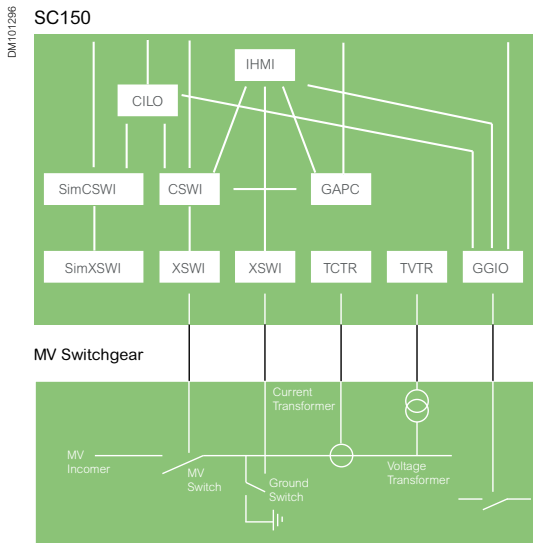 DM101296
SC150
IHMI
CILO
SimCSWI
CSWI
GAPC
SimXSWI
XSWI
XSWI
TCTR
TVTR
GGIO
MV Switchgear
Current
Transformer
MV
Incomer
MV
Switch
Ground
Switch
Voltage
Transformer